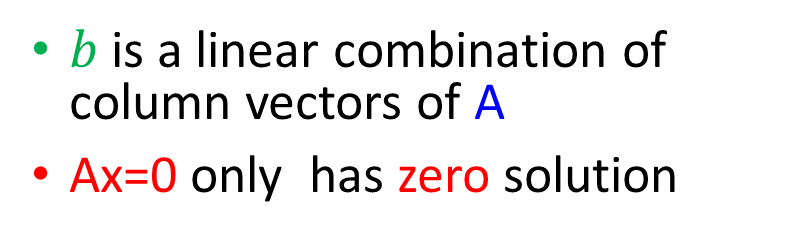 • b is a linear combination of
column vectors of A
• Ax=0 only  has zero solution